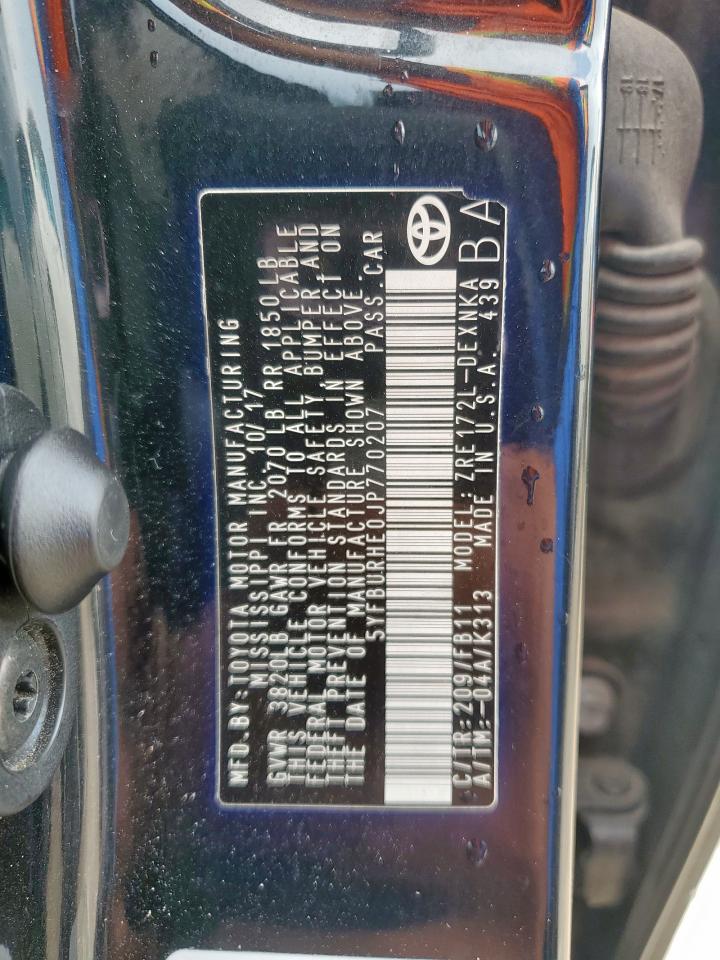 MFD.BY:TOYOTA MOTOR MANUFACTURING
MISSISSIPPI INC.10/17
GVWR 3820LB GAWR FR 2070LB RR 1850LB
THIS VEHICLE CONFORMS TO ALL APPLICABLE
FEDERAL MOTOR VEHICLE SAFETY, BUMPER AND
THEFT PREVENTION STANDARDS IN EFFECT ON
THE DATE OF MANUFACTURE SHOWN ABOVE.
5YFBURHE0JP770207 PASS.CAR
C/TR:209/FB11 MODEL:ZRE172L-DEXNKA
A/TM:-04A/K313 MADE IN U.S.A. 439
BA